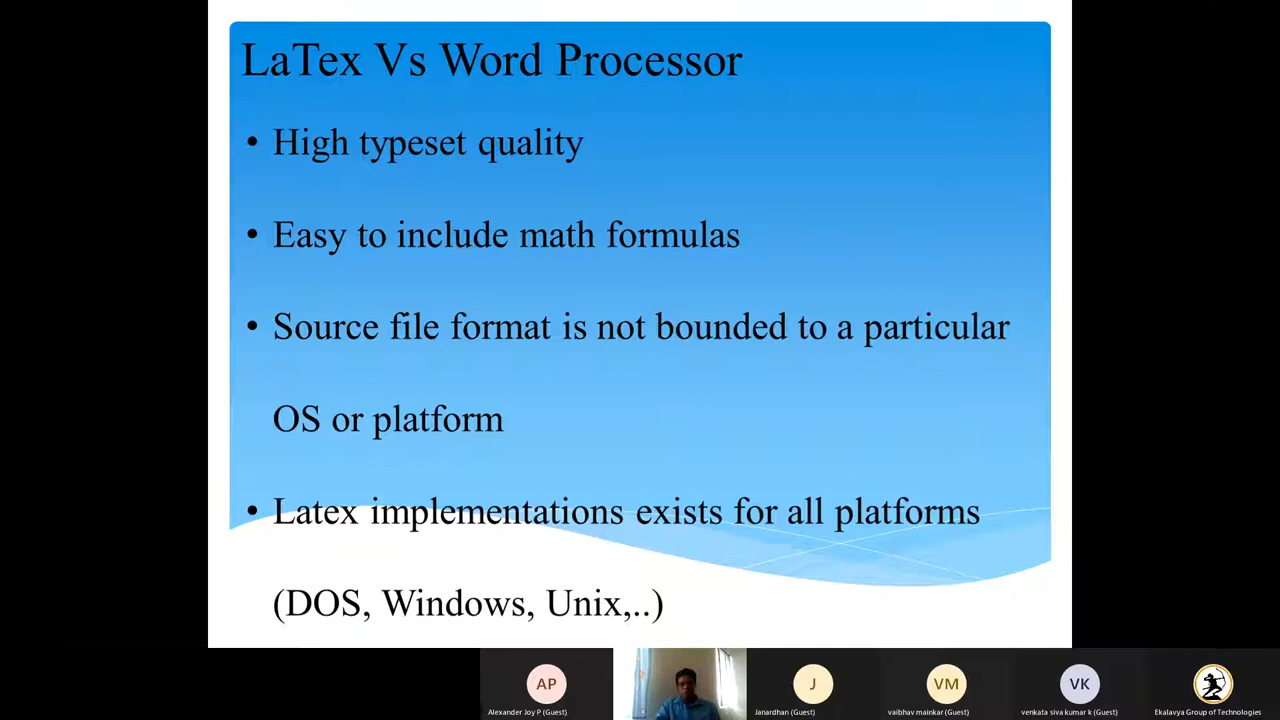 LaTex Vs Word Processor
• High typeset quality
• Easy to include math formulas
• Source file format is not bounded to a particular
OS or platform
• Latex implementations exists for all platforms
(DOS, Windows, Unix,..)
AP
J
VM
VK
Alexander Joy P (Guest)
Janardhan (Guest)
vaibhav mainkar (Guest)
venkata siva kumar k (Guest)
Ekalavya Group of Technologies